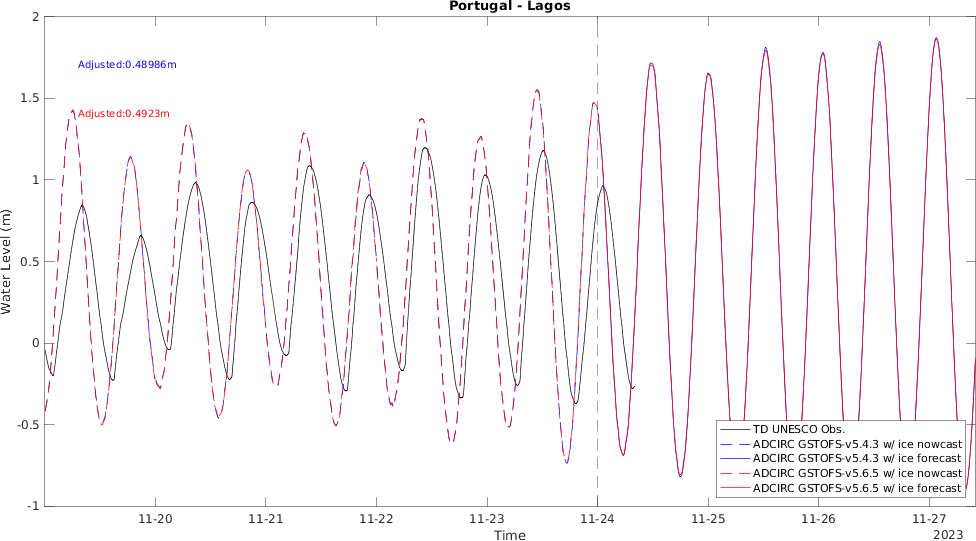 Portugal - Lagos
2
Adjusted:0.48986m
1.5
Adjusted:0.4923m
1
0.5
0
-0.5
-1
Water Level (m)
TD UNESCO Obs.
ADCIRC GSTOFS-v5.4.3 w/ ice nowcast
ADCIRC GSTOFS-v5.4.3 w/ ice forecast
ADCIRC GSTOFS-v5.6.5 w/ ice nowcast
ADCIRC GSTOFS-v5.6.5 w/ ice forecast
11-20 11-21 11-22 11-23 11-24 11-25 11-26 11-27
Time
2023